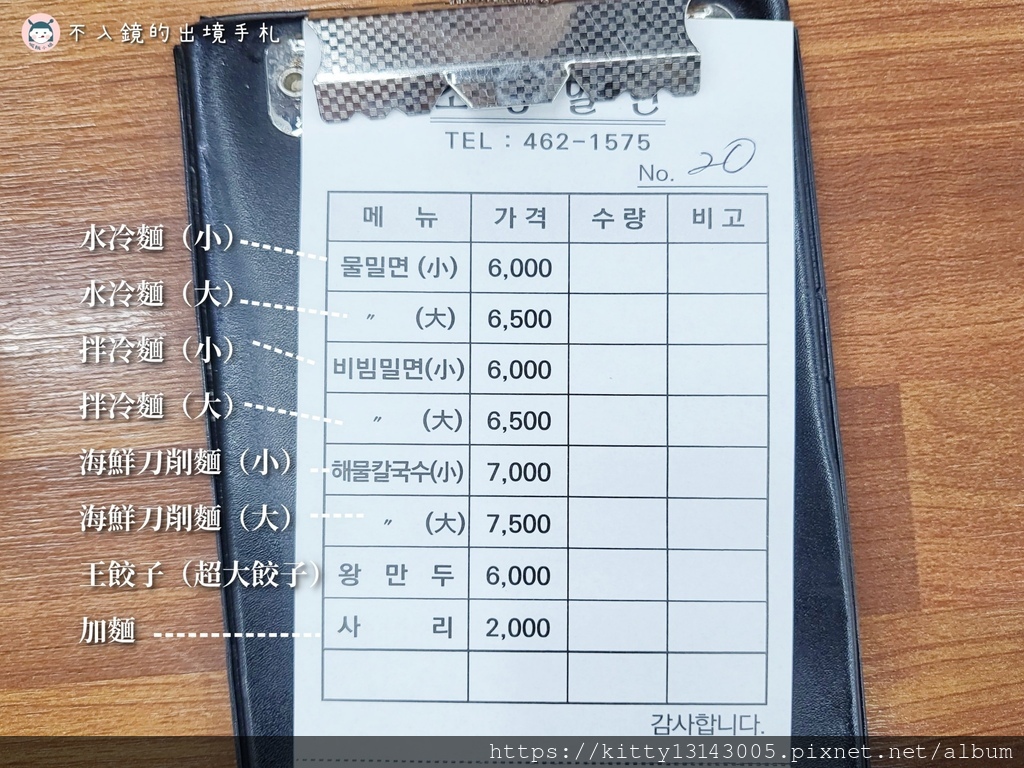 不入鏡的出境手札
TEL : 462-1575
No. 20
메 뉴 가격 수량 비고
水冷麵（小） 물밀면 (小) 6,000
水冷麵（大） 〃 (大) 6,500
拌冷麵（小） 비빔밀면(小) 6,000
拌冷麵（大） 〃 (大) 6,500
海鮮刀削麵（小） 해물칼국수(小) 7,000
海鮮刀削麵（大） 〃 (大) 7,500
王餃子（超大餃子） 왕 만 두 6,000
加麵 사 리 2,000
감사합니다.
https://kitty13143005.pixnet.net/album